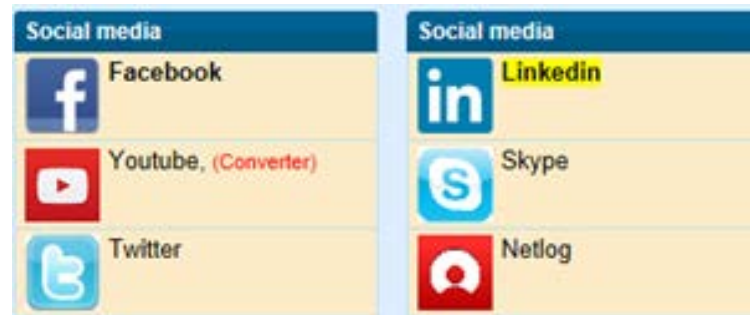 Social media
Facebook
Youtube, (Converter)
Twitter
Social media
Linkedin
Skype
Netlog